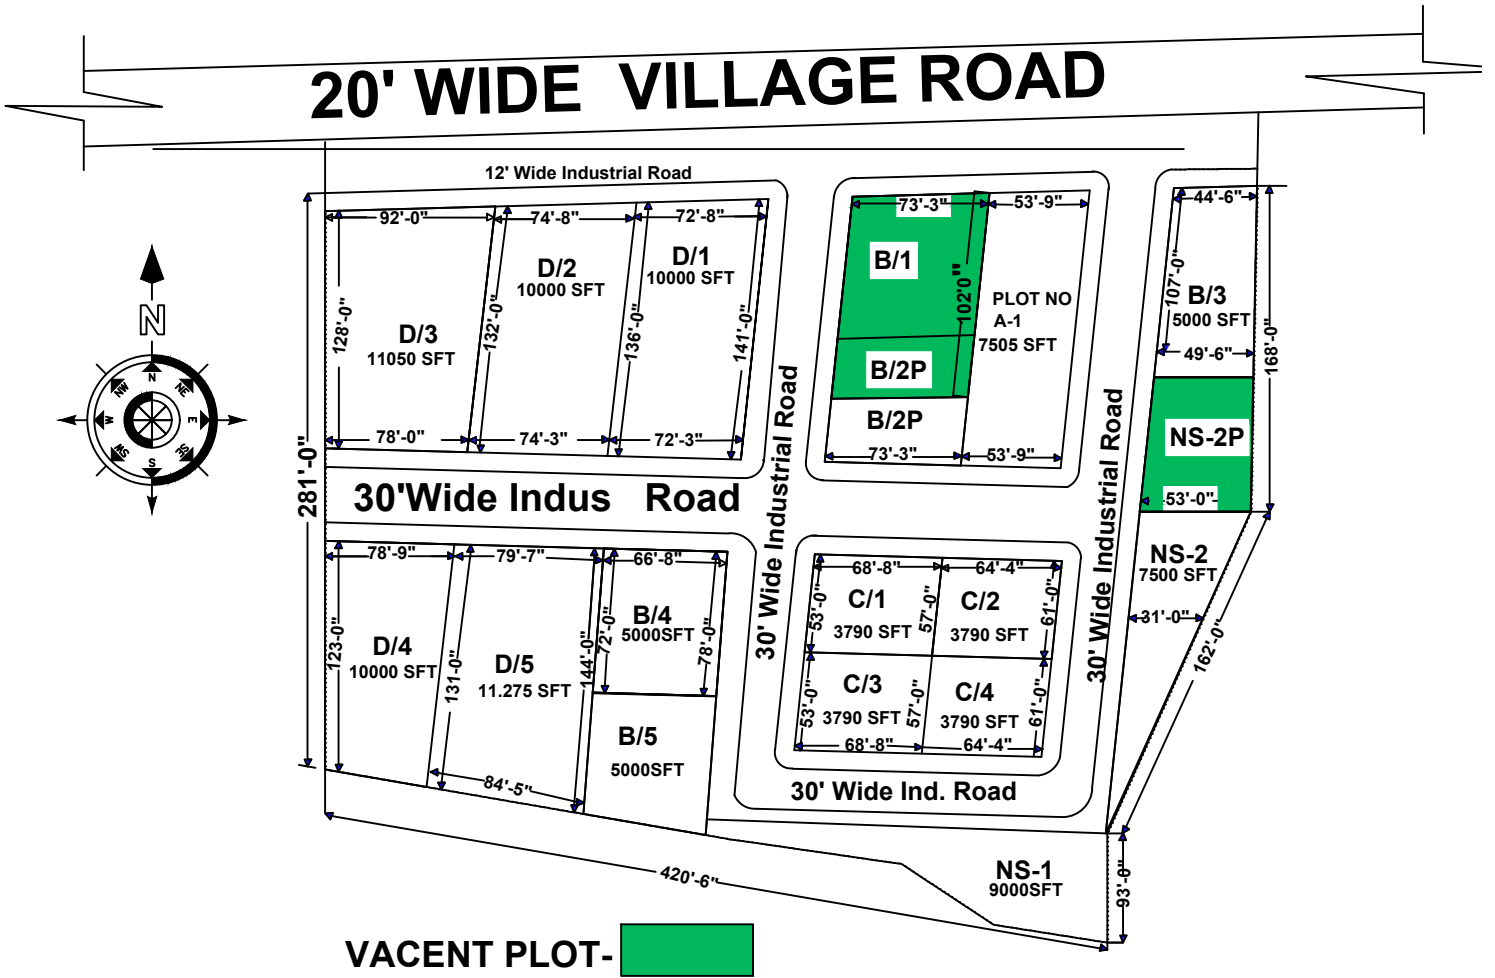 20' WIDE VILLAGE ROAD
12' Wide Industrial Road
92'-0"
74'-8"
72'-8"
73'-3"
53'-9"
44'-6"
D/3
11050 SFT
D/2
10000 SFT
D/1
10000 SFT
128'-0"
132'-0"
136'-0"
141'-0"
78'-0"
74'-3"
72'-3"
B/1
B/2P
B/2P
102'0"
PLOT NO
A-1
7505 SFT
73'-3"
53'-9"
107'-0"
B/3
5000 SFT
49'-6"
168'-0"
NS-2P
53'-0"
N
N
NE
E
SE
S
SW
W
NW
281'-0"
30'Wide Indus Road
30' Wide Industrial Road
30' Wide Industrial Road
78'-9"
79'-7"
66'-8"
123-0"
D/4
10000 SFT
131-0"
D/5
11.275 SFT
144'-0"
72'-0"
B/4
5000SFT
78'-0"
B/5
5000SFT
84'-5"
68'-8"
64'-4"
53'-0"
C/1
3790 SFT
57'-0"
C/2
3790 SFT
61'-0"
53'-0"
C/3
3790 SFT
57'-0"
C/4
3790 SFT
61'-0"
68'-8"
64'-4"
30' Wide Ind. Road
NS-2
7500 SFT
31'-0"
162'-0"
NS-1
9000SFT
93'-0"
420'-6"
VACENT PLOT-